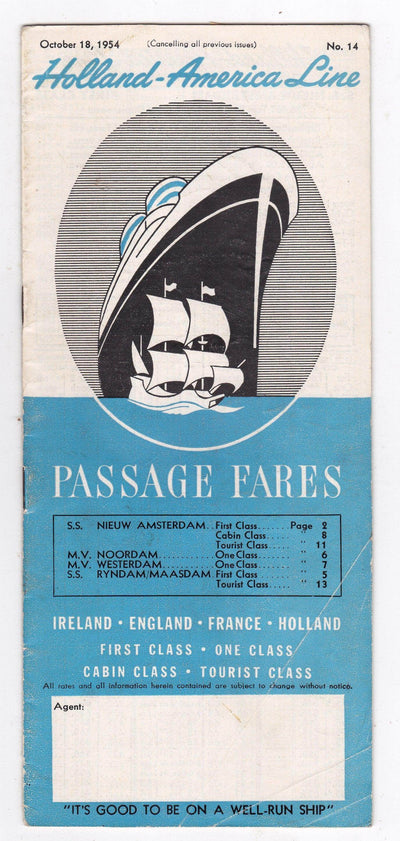 October 18, 1954 (Cancelling all previous issues) No. 14
Holland-America Line
PASSAGE FARES
S.S. NIEUW AMSTERDAM..First Class.......Page 2
Cabin Class..... " 8
Tourist Class..... " 11
M.V. NOORDAM............One Class........ " 6
M.V. WESTERDAM..........One Class........ " 7
S.S. RYNDAM/MAASDAM.First Class....... " 5
Tourist Class..... " 13
IRELAND • ENGLAND • FRANCE • HOLLAND
FIRST CLASS • ONE CLASS
CABIN CLASS • TOURIST CLASS
All rates and all information herein contained are subject to change without notice.
Agent:
"IT'S GOOD TO BE ON A WELL-RUN SHIP"